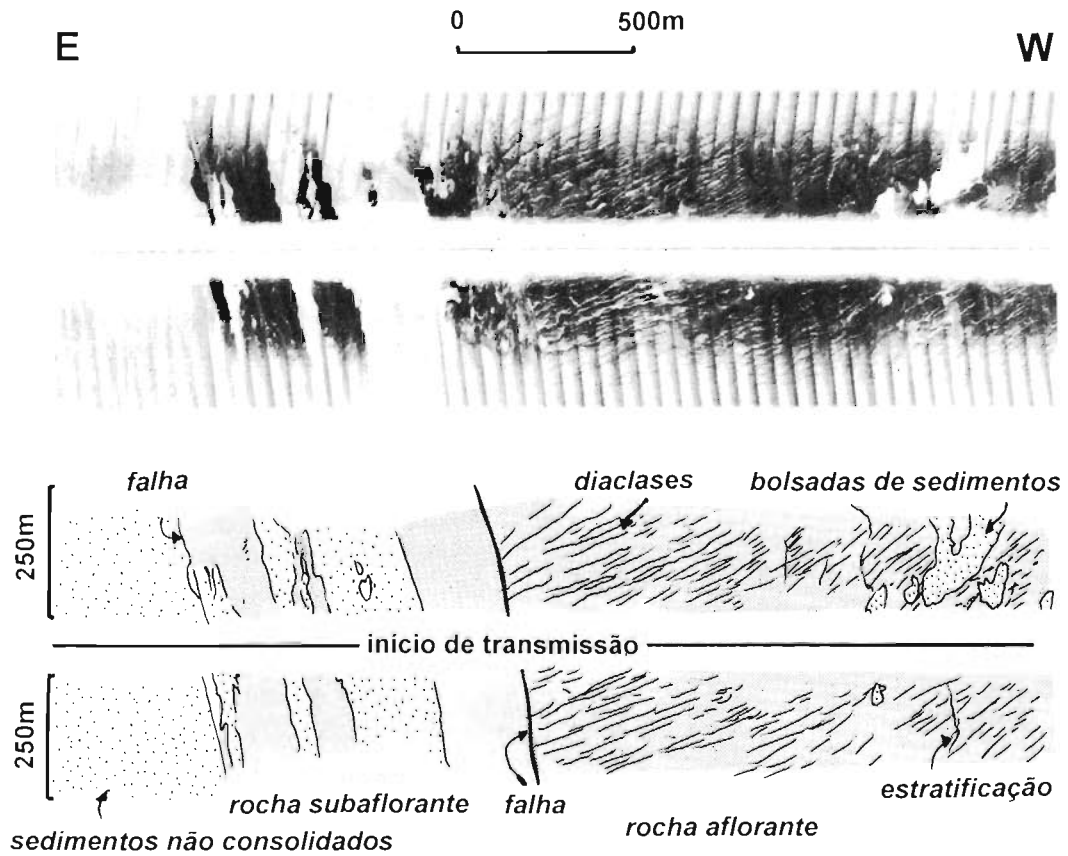 0 500m
E W
falha diaclases bolsadas de sedimentos
250m
início de transmissão
250m
rocha subaflorante falha rocha aflorante estratificação
sedimentos não consolidados